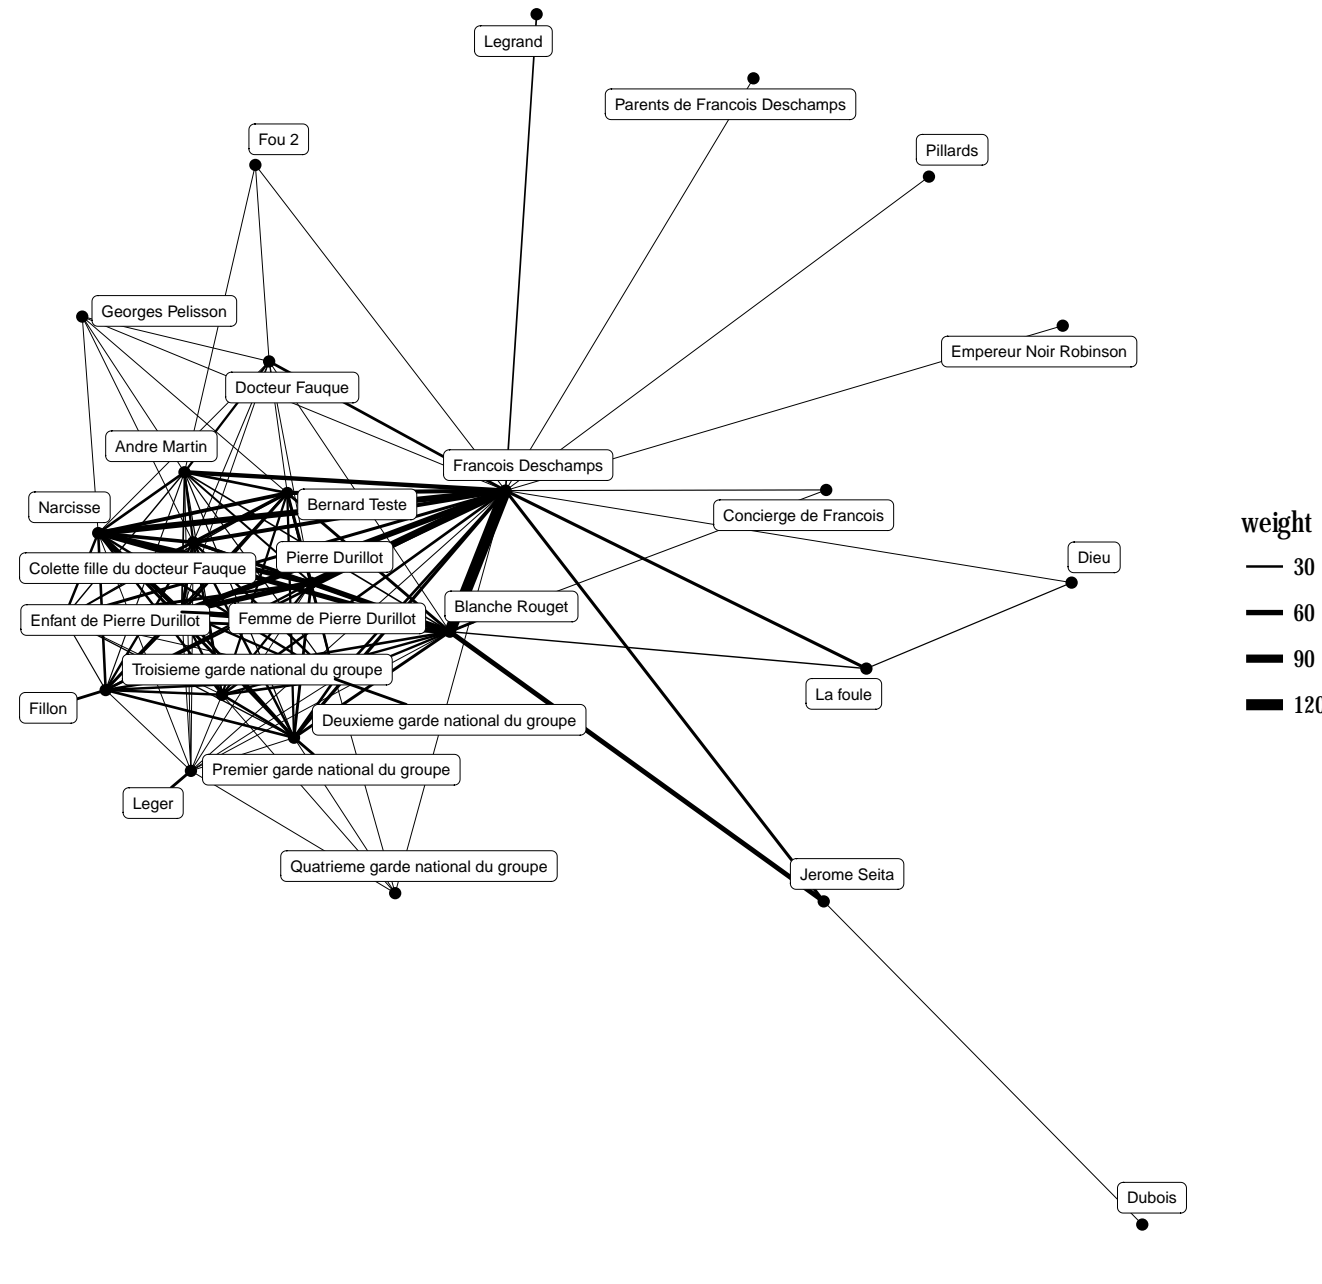 Legrand
Parents de Francois Deschamps
Fou 2
Pillards
Georges Pelisson
Empereur Noir Robinson
Docteur Fauque
Andre Martin
Francois Deschamps
Narcisse
Bernard Teste
Concierge de Francois
weight
30
60
90
120
Pierre Durillot
Dieu
Colette fille du docteur Fauque
Blanche Rouget
Enfant de Pierre Durillot
Femme de Pierre Durillot
Troisieme garde national du groupe
La foule
Fillon
Deuxieme garde national du groupe
Premier garde national du groupe
Leger
Quatrieme garde national du groupe
Jerome Seita
Dubois